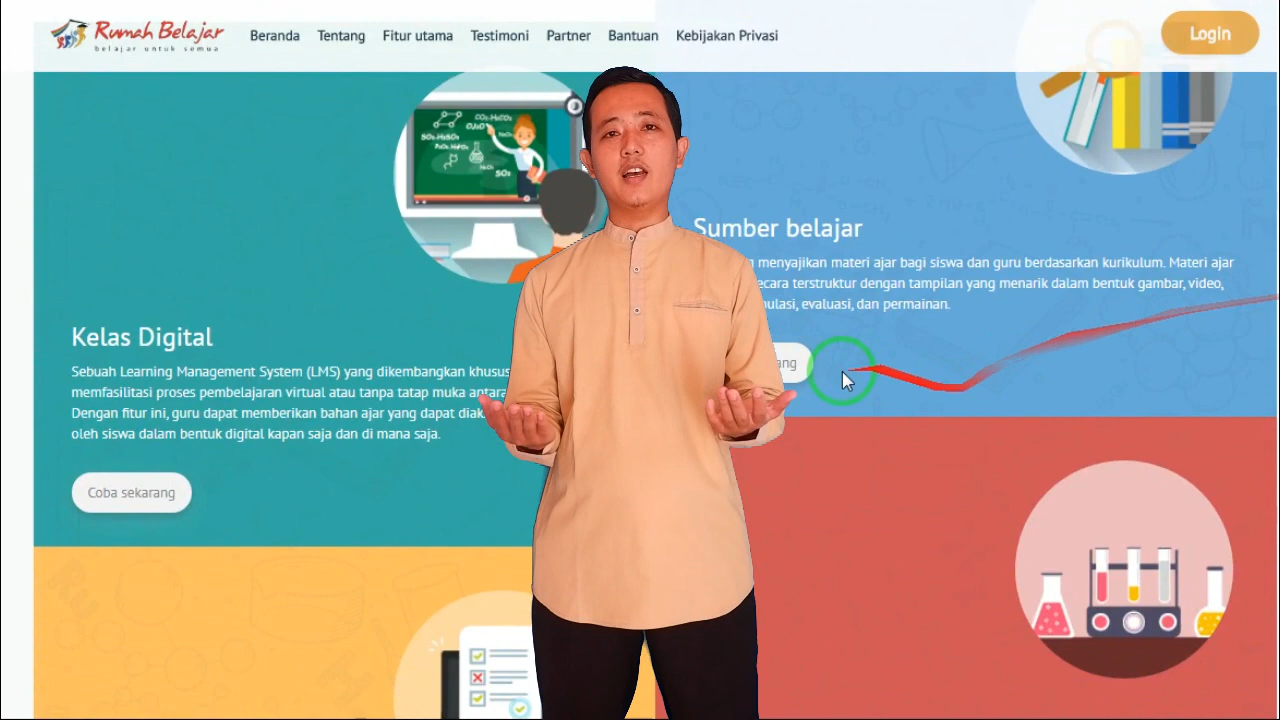 Rumah Belajar
belajar untuk semua
Beranda Tentang Fitur utama Testimoni Partner Bantuan Kebijakan Privasi
Login
Kelas Digital
Sebuah Learning Management System (LMS) yang dikembangkan khusus
memfasilitasi proses pembelajaran virtual atau tanpa tatap muka antara
Dengan fitur ini, guru dapat memberikan bahan ajar yang dapat
oleh siswa dalam bentuk digital kapan saja dan di mana saja.
Coba sekarang
Sumber belajar
menyajikan materi ajar bagi siswa dan guru berdasarkan kurikulum. Materi ajar
ecara terstruktur dengan tampilan yang menarik dalam bentuk gambar, video,
evaluasi, dan permainan.
ang